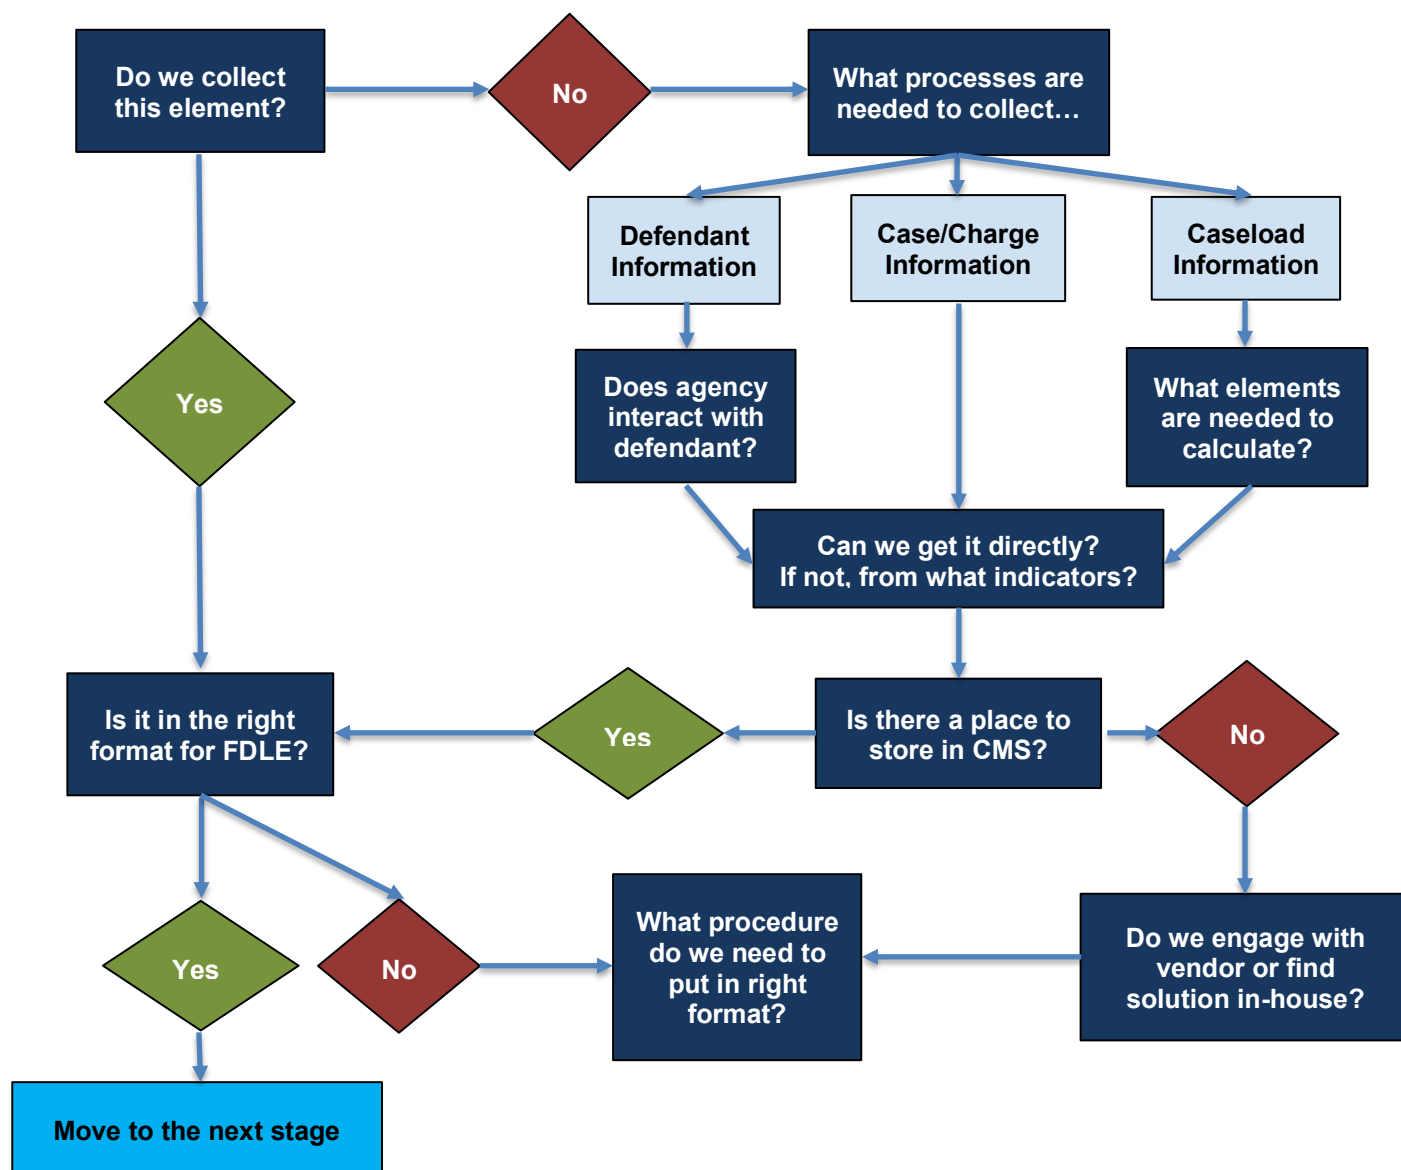 Do we collect
this element?
No
What processes are
needed to collect…
Defendant
Information
Case/Charge
Information
Caseload
Information
Yes
Does agency
interact with
defendant?
What elements
are needed to
calculate?
Can we get it directly?
If not, from what indicators?
Is it in the right
format for FDLE?
Yes
Is there a place to
store in CMS?
No
Yes
No
What procedure
do we need to
put in right
format?
Do we engage with
vendor or find
solution in-house?
Move to the next stage